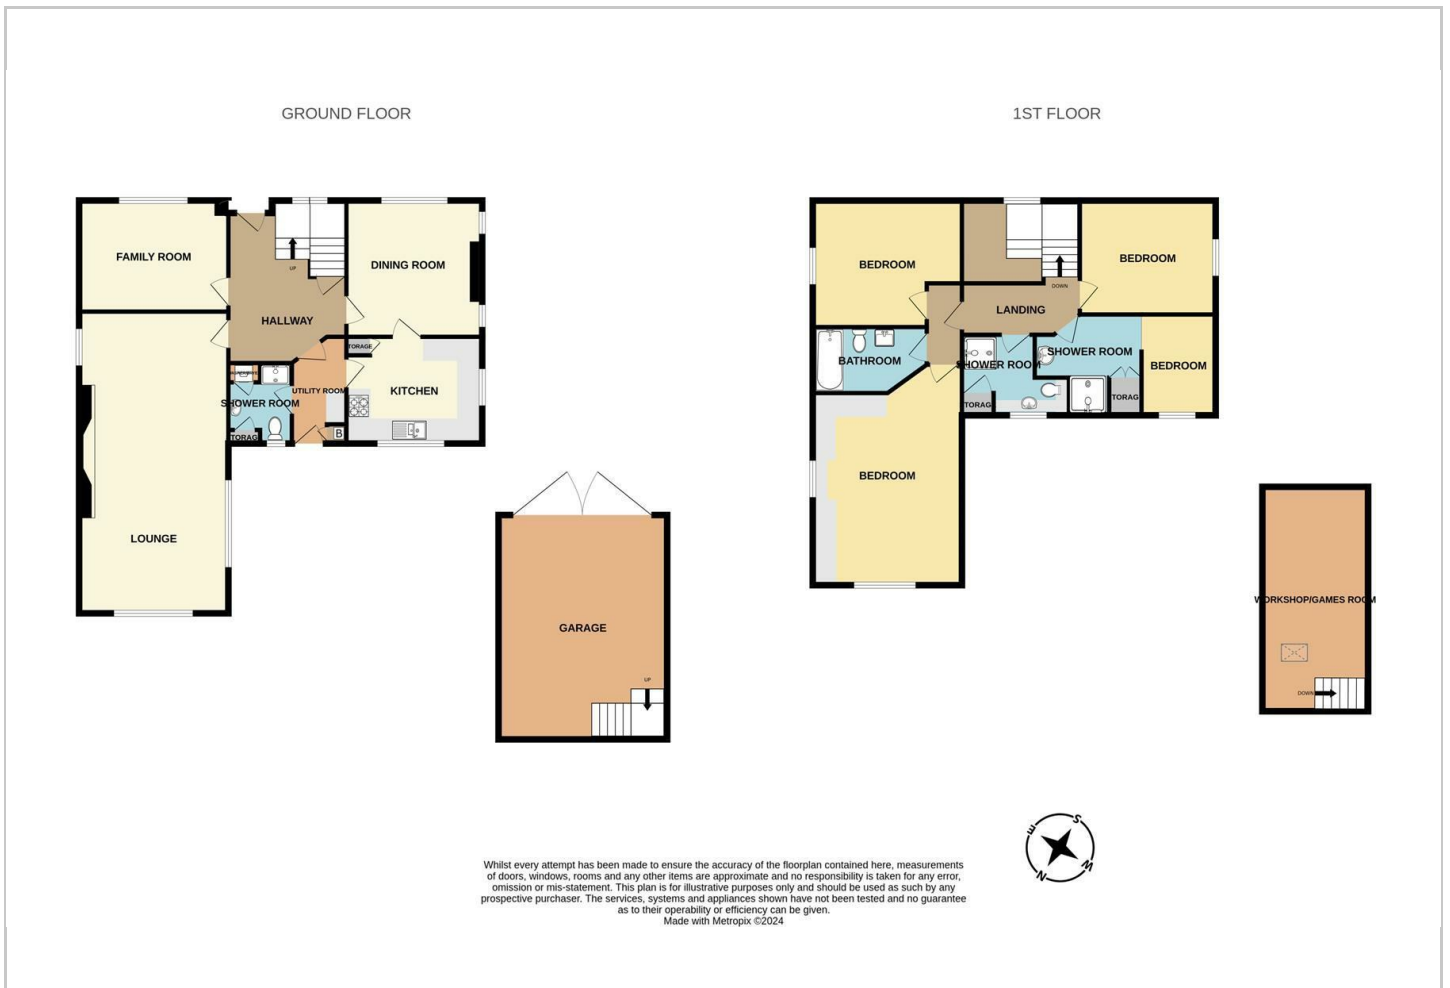 GROUND FLOOR
1ST FLOOR
FAMILY ROOM
UP
DINING ROOM
HALLWAY
TORAGE
KITCHEN
UTILITY ROOM
SHOWER ROOM
TORAG
B
LOUNGE
GARAGE
UP
BEDROOM
BEDROOM
DOWN
LANDING
BATHROOM
SHOWER ROOM
SHOWER ROOM
BEDROOM
TORAG
TORAG
BEDROOM
WORKSHOP/GAMES ROOM
DOWN
S
E
W
N
Whilst every attempt has been made to ensure the accuracy of the floorplan contained here, measurements
of doors, windows, rooms and any other items are approximate and no responsibility is taken for any error,
omission or mis-statement. This plan is for illustrative purposes only and should be used as such by any
prospective purchaser. The services, systems and appliances shown have not been tested and no guarantee
as to their operability or efficiency can be given.
Made with Metropix ©2024